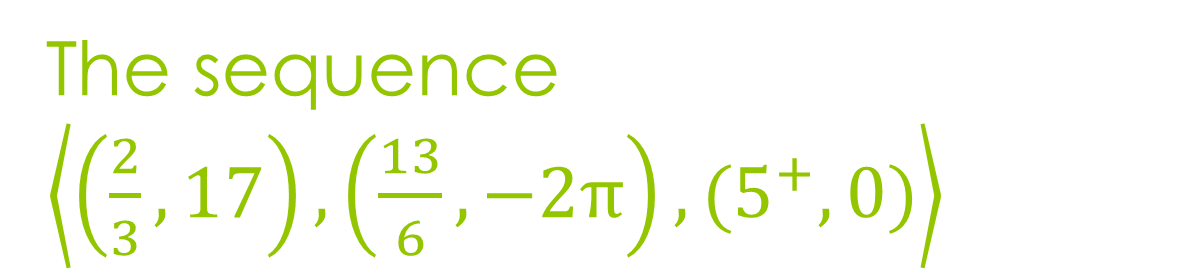 The sequence
⟨(2/3, 17), (13/6, −2π), (5⁺, 0)⟩